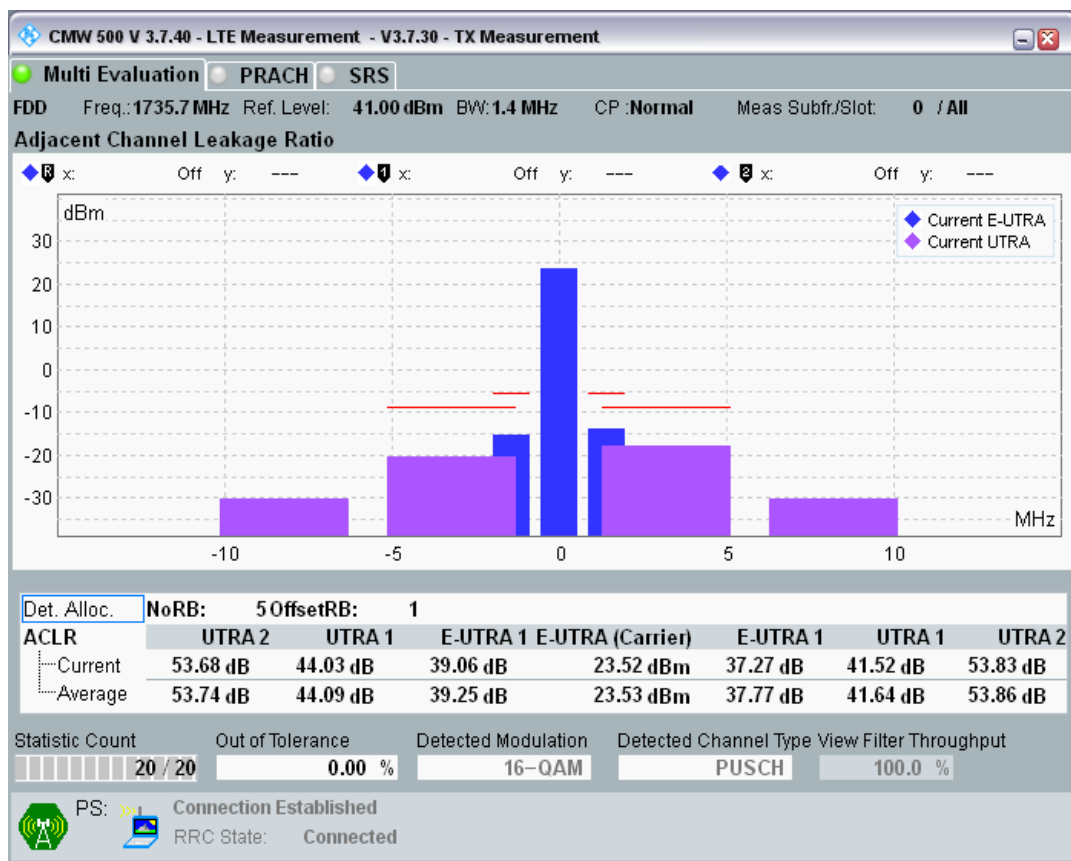 CMW 500 V 3.7.40 - LTE Measurement - V3.7.30 - TX Measurement
Multi Evaluation PRACH SRS
FDD Freq.: 1735.7 MHz Ref. Level: 41.00 dBm BW: 1.4 MHz CP :Normal Meas Subfr./Slot: 0 / All
Adjacent Channel Leakage Ratio
R x: Off y: --- 1 x: Off y: --- 2 x: Off y: ---
dBm
Current E-UTRA
Current UTRA
30
20
10
0
-10
-20
-30
MHz
-10 -5 0 5 10
Det. Alloc. NoRB: 5 OffsetRB: 1
ACLR UTRA 2 UTRA 1 E-UTRA 1 E-UTRA (Carrier) E-UTRA 1 UTRA 1 UTRA 2
Current 53.68 dB 44.03 dB 39.06 dB 23.52 dBm 37.27 dB 41.52 dB 53.83 dB
Average 53.74 dB 44.09 dB 39.25 dB 23.53 dBm 37.77 dB 41.64 dB 53.86 dB
Statistic Count Out of Tolerance Detected Modulation Detected Channel Type View Filter Throughput
20 / 20 0.00 % 16-QAM PUSCH 100.0 %
PS: Connection Established
RRC State: Connected